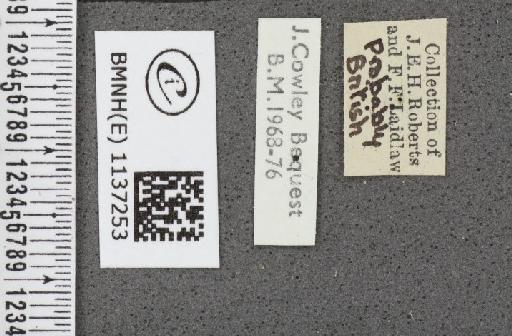 BMNH(E) 1137253
J. Cowley Bequest
B.M.1968-76
Collection of
J. E. H. Roberts
and F. F. Laidlaw
Probably
British